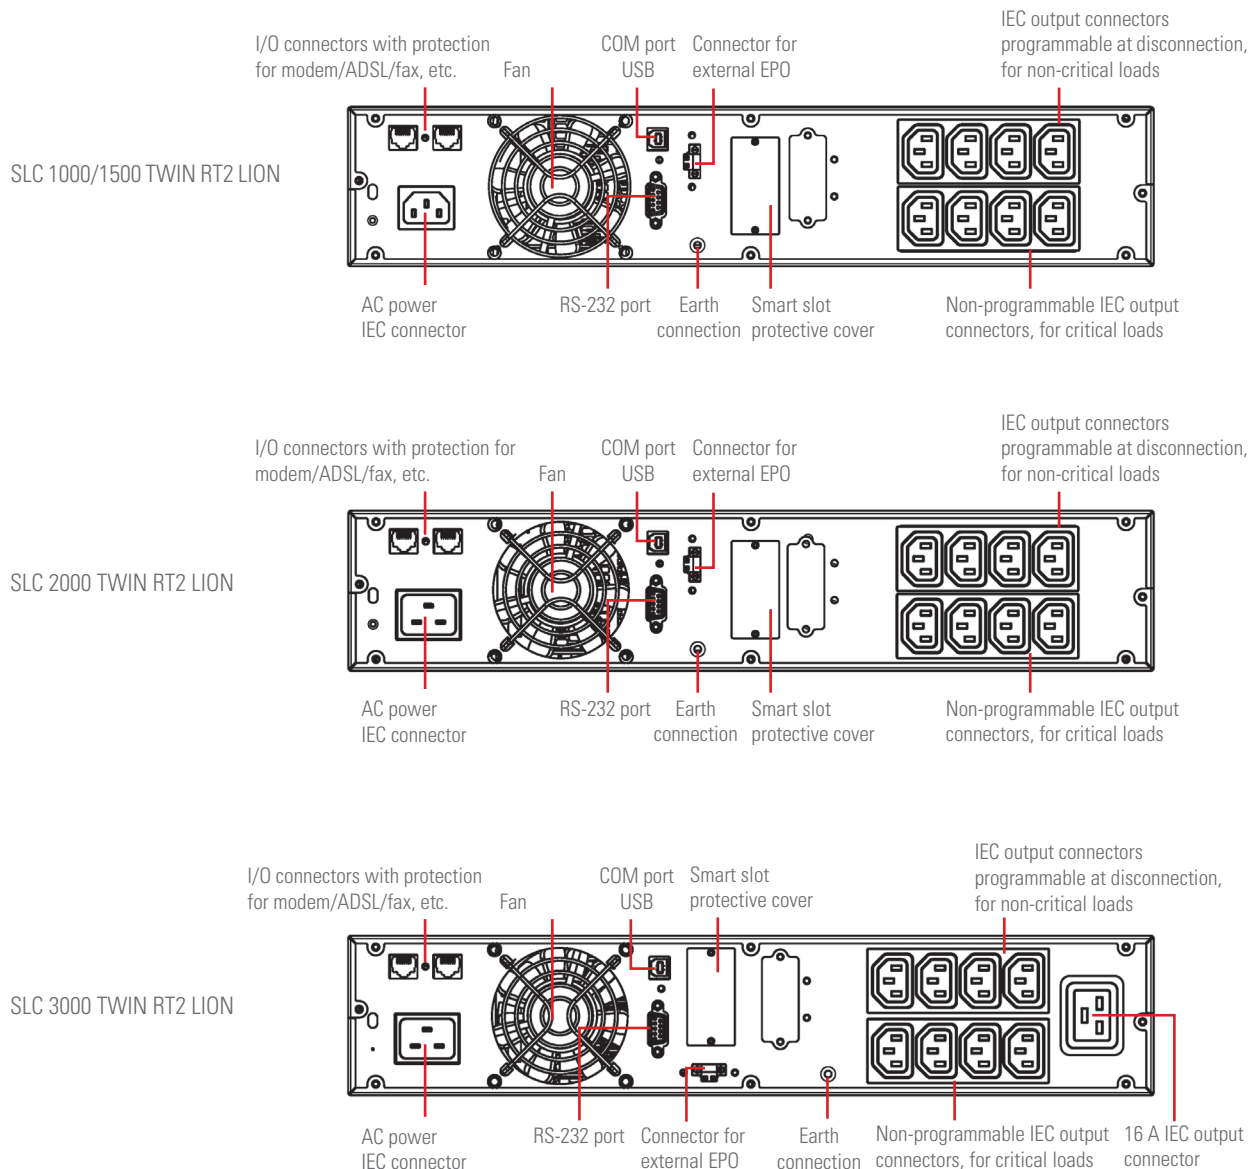 I/O connectors with protection
for modem/ADSL/fax, etc.
Fan
COM port
USB
Connector for
external EPO
IEC output connectors
programmable at disconnection,
for non-critical loads
SLC 1000/1500 TWIN RT2 LION
AC power
IEC connector
RS-232 port
Earth
connection
Smart slot
protective cover
Non-programmable IEC output
connectors, for critical loads
I/O connectors with protection for
modem/ADSL/fax, etc.
Fan
COM port
USB
Connector for
external EPO
IEC output connectors
programmable at disconnection,
for non-critical loads
SLC 2000 TWIN RT2 LION
AC power
IEC connector
RS-232 port
Earth
connection
Smart slot
protective cover
Non-programmable IEC output
connectors, for critical loads
I/O connectors with protection
for modem/ADSL/fax, etc.
Fan
COM port
USB
Smart slot
protective cover
IEC output connectors
programmable at disconnection,
for non-critical loads
SLC 3000 TWIN RT2 LION
AC power
IEC connector
RS-232 port
Connector for
external EPO
Earth
connection
Non-programmable IEC output
connectors, for critical loads
16 A IEC output
connector